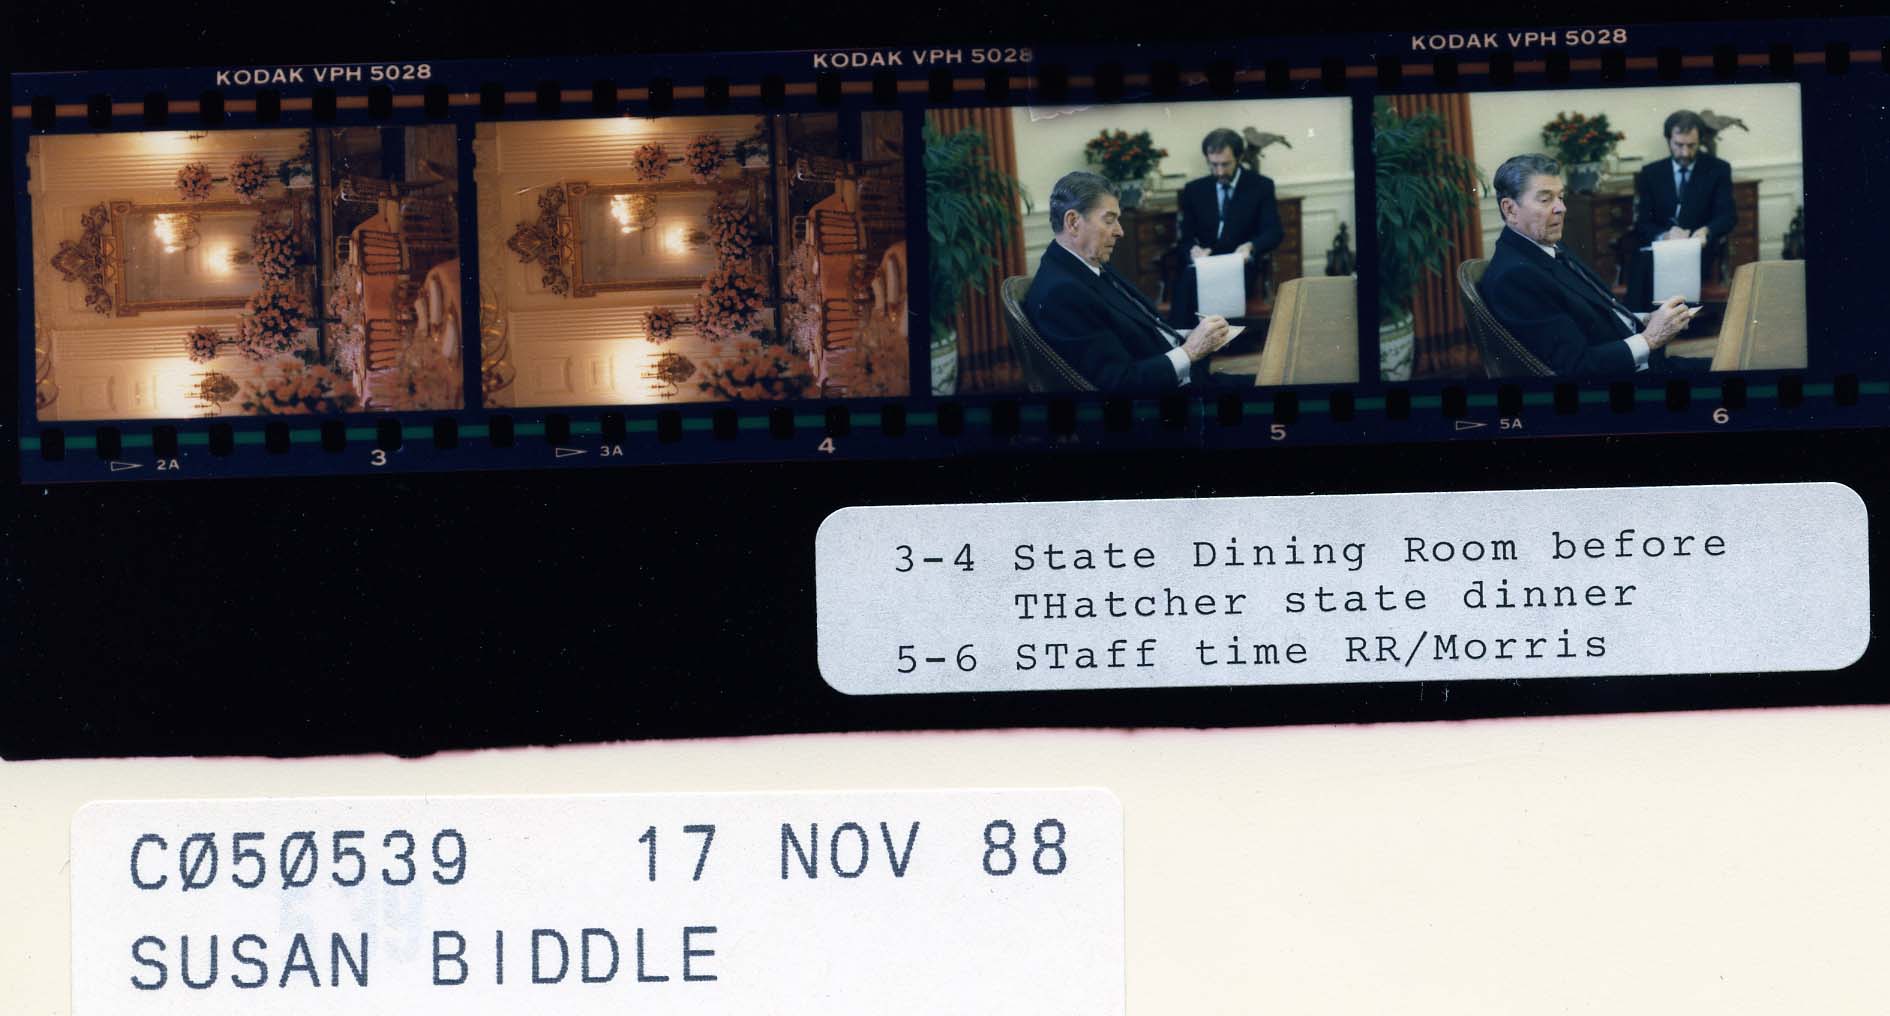 KODAK VPH 5028 KODAK VPH 5028 KODAK VPH 5028
2A 3 3A 4 4A 5 5A 6
3-4 State Dining Room before
THatcher state dinner
5-6 STaff time RR/Morris
CØ5Ø539 17 NOV 88
SUSAN BIDDLE